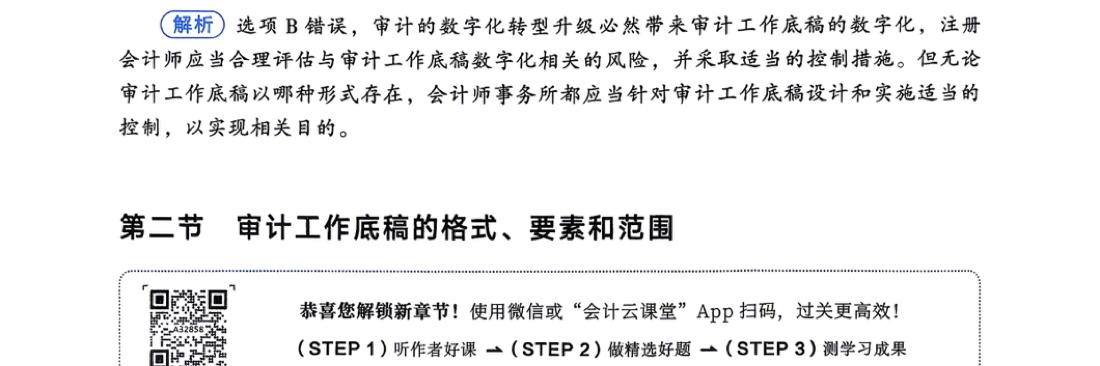 解析 选项 B 错误，审计的数字化转型升级必然带来审计工作底稿的数字化，注册
会计师应当合理评估与审计工作底稿数字化相关的风险，并采取适当的控制措施。但无论
审计工作底稿以哪种形式存在，会计师事务所都应当针对审计工作底稿设计和实施适当的
控制，以实现相关目的。
第二节 审计工作底稿的格式、要素和范围
恭喜您解锁新章节！使用微信或“会计云课堂”App 扫码，过关更高效！
A32858
（STEP 1）听作者好课 ⇀（STEP 2）做精选好题 ⇀（STEP 3）测学习成果